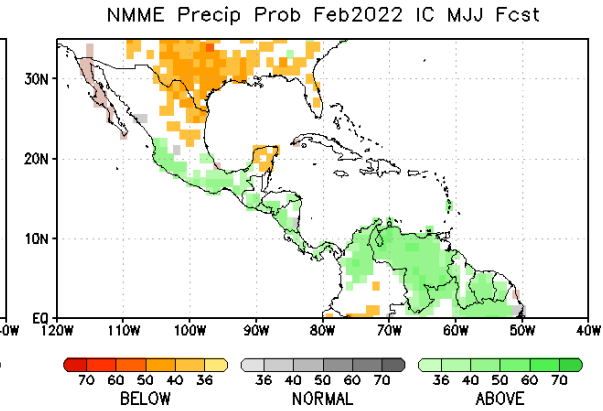 NMME Precip Prob Feb2022 IC MJJ Fcst
30N
20N
10N
EQ
0W 120W 110W 100W 90W 80W 70W 60W 50W 40W
70 60 50 40 36 36 40 50 60 70 36 40 50 60 70
BELOW NORMAL ABOVE